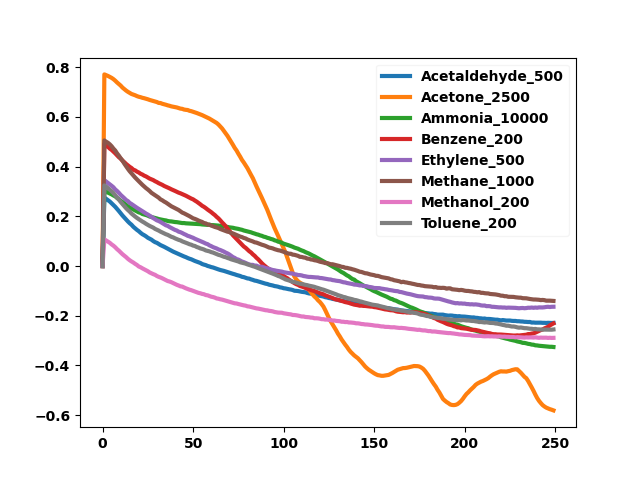 0.8
0.6
0.4
0.2
0.0
−0.2
−0.4
−0.6
0 50 100 150 200 250
Acetaldehyde_500
Acetone_2500
Ammonia_10000
Benzene_200
Ethylene_500
Methane_1000
Methanol_200
Toluene_200